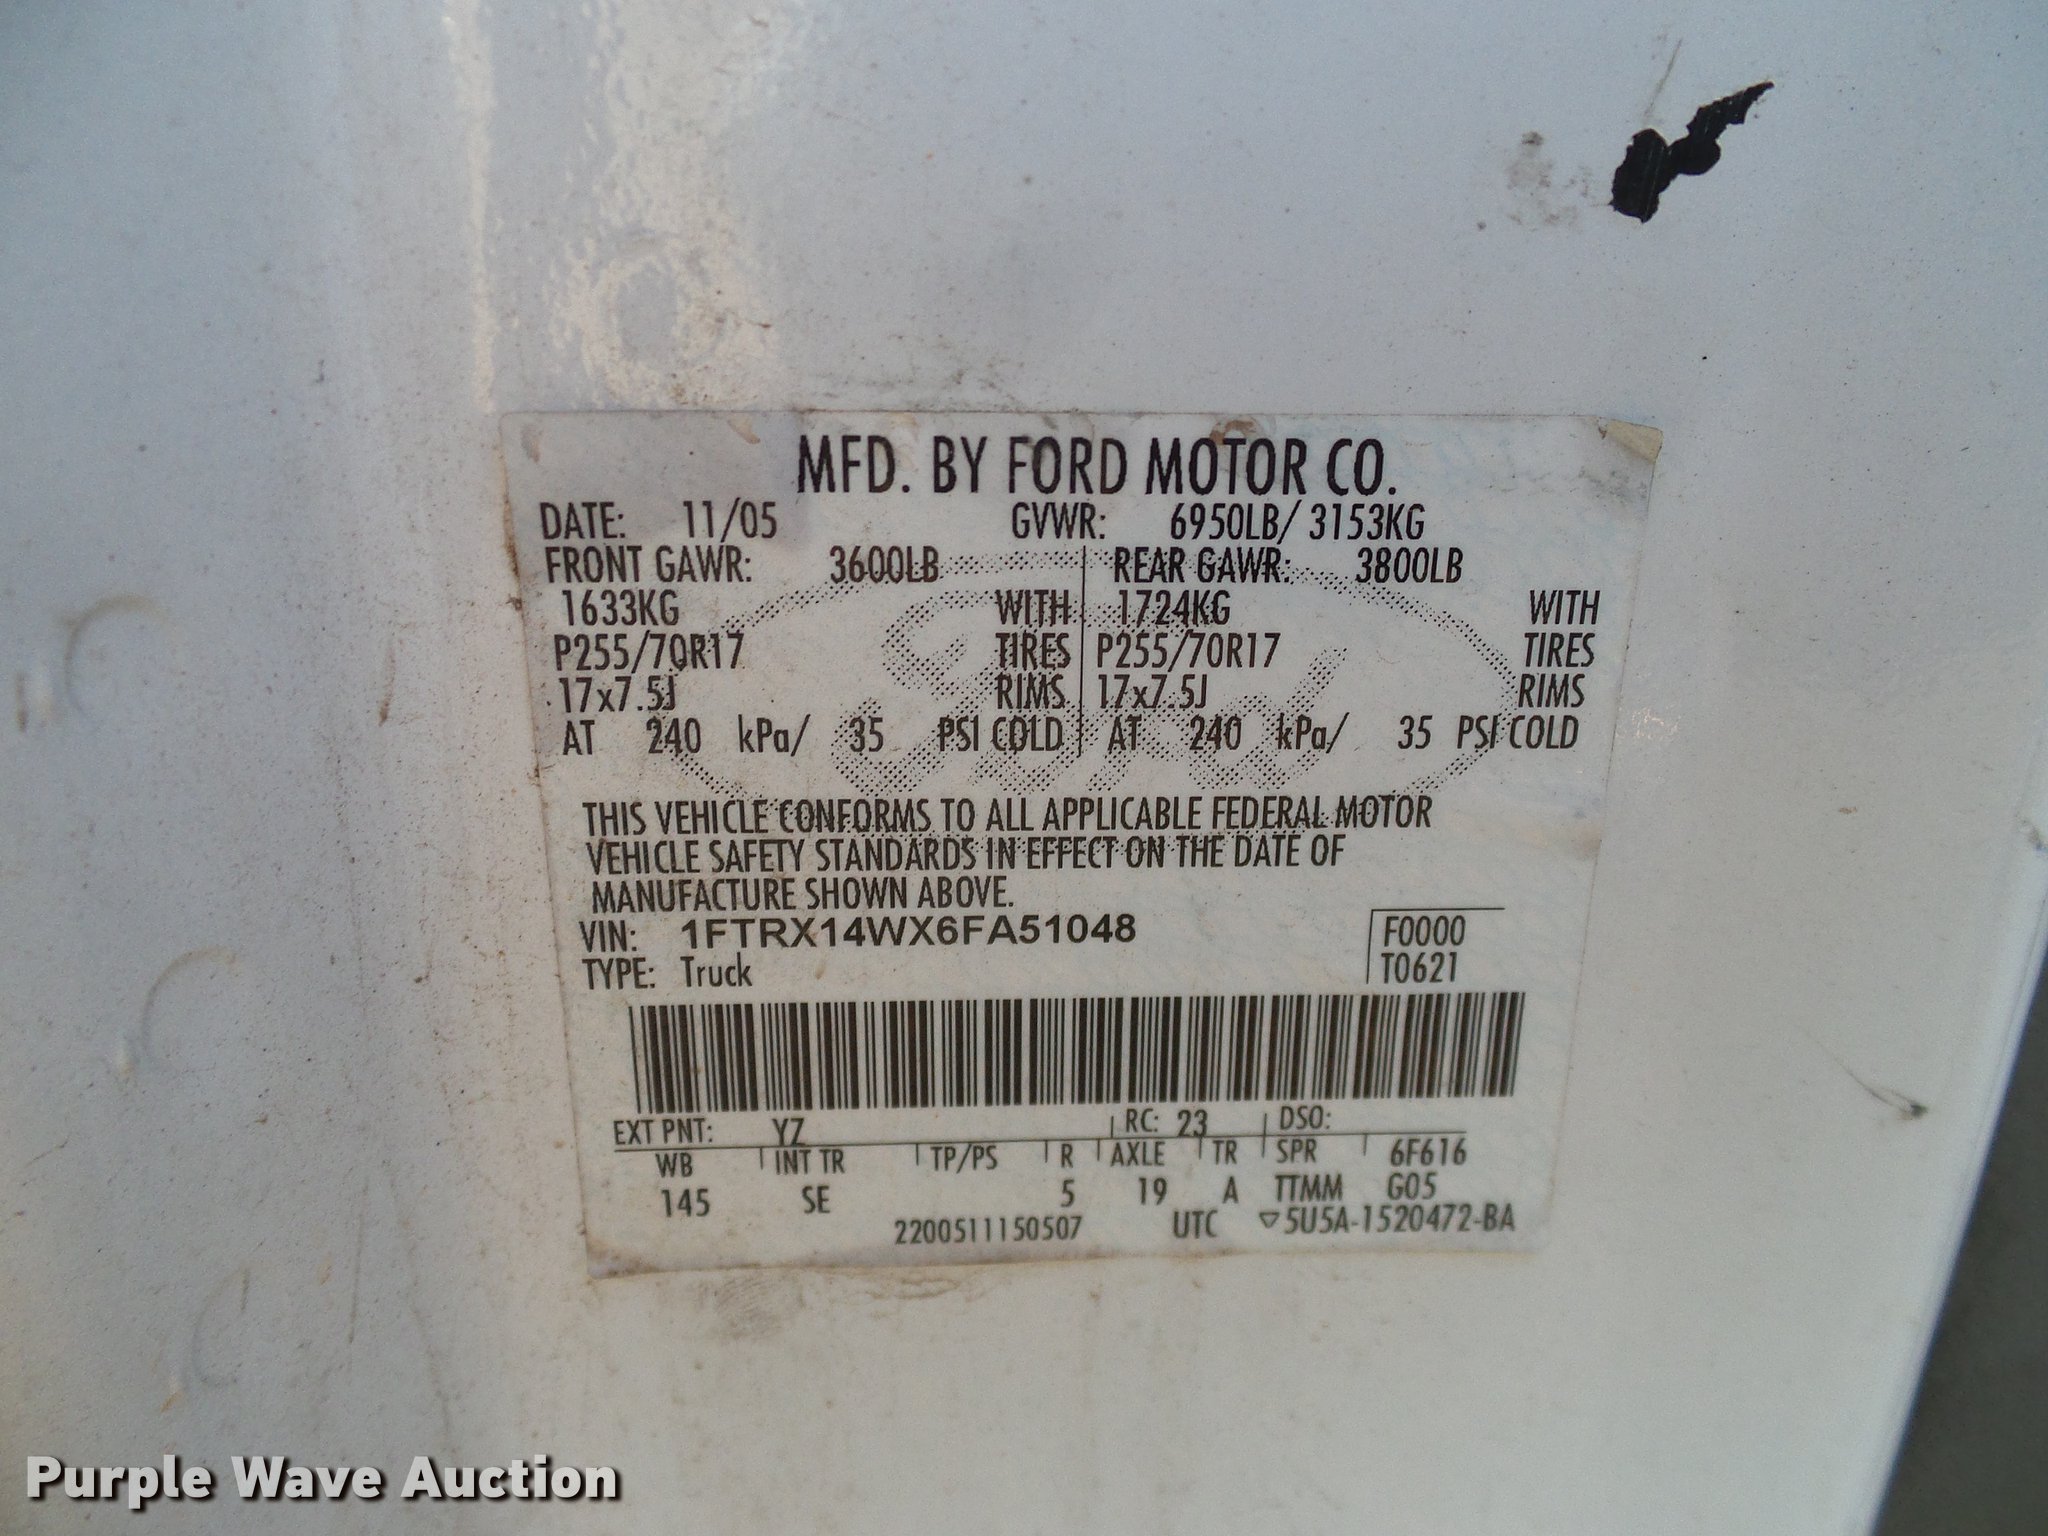 MFD. BY FORD MOTOR CO.
DATE: 11/05 GVWR: 6950LB/ 3153KG
FRONT GAWR: 3600LB REAR GAWR: 3800LB
1633KG WITH 1724KG WITH
P255/70R17 TIRES P255/70R17 TIRES
17x7.5J RIMS 17x7.5J RIMS
AT 240 kPa/ 35 PSI COLD AT 240 kPa/ 35 PSI COLD
Ford
THIS VEHICLE CONFORMS TO ALL APPLICABLE FEDERAL MOTOR
VEHICLE SAFETY STANDARDS IN EFFECT ON THE DATE OF
MANUFACTURE SHOWN ABOVE.
VIN: 1FTRX14WX6FA51048 F0000
TYPE: Truck T0621
EXT PNT: YZ RC: 23 DSO:
WB INT TR TP/PS R AXLE TR SPR 6F616
145 SE 5 19 A TTMM G05
2200511150507 UTC ▽5U5A-1520472-BA
Purple Wave Auction